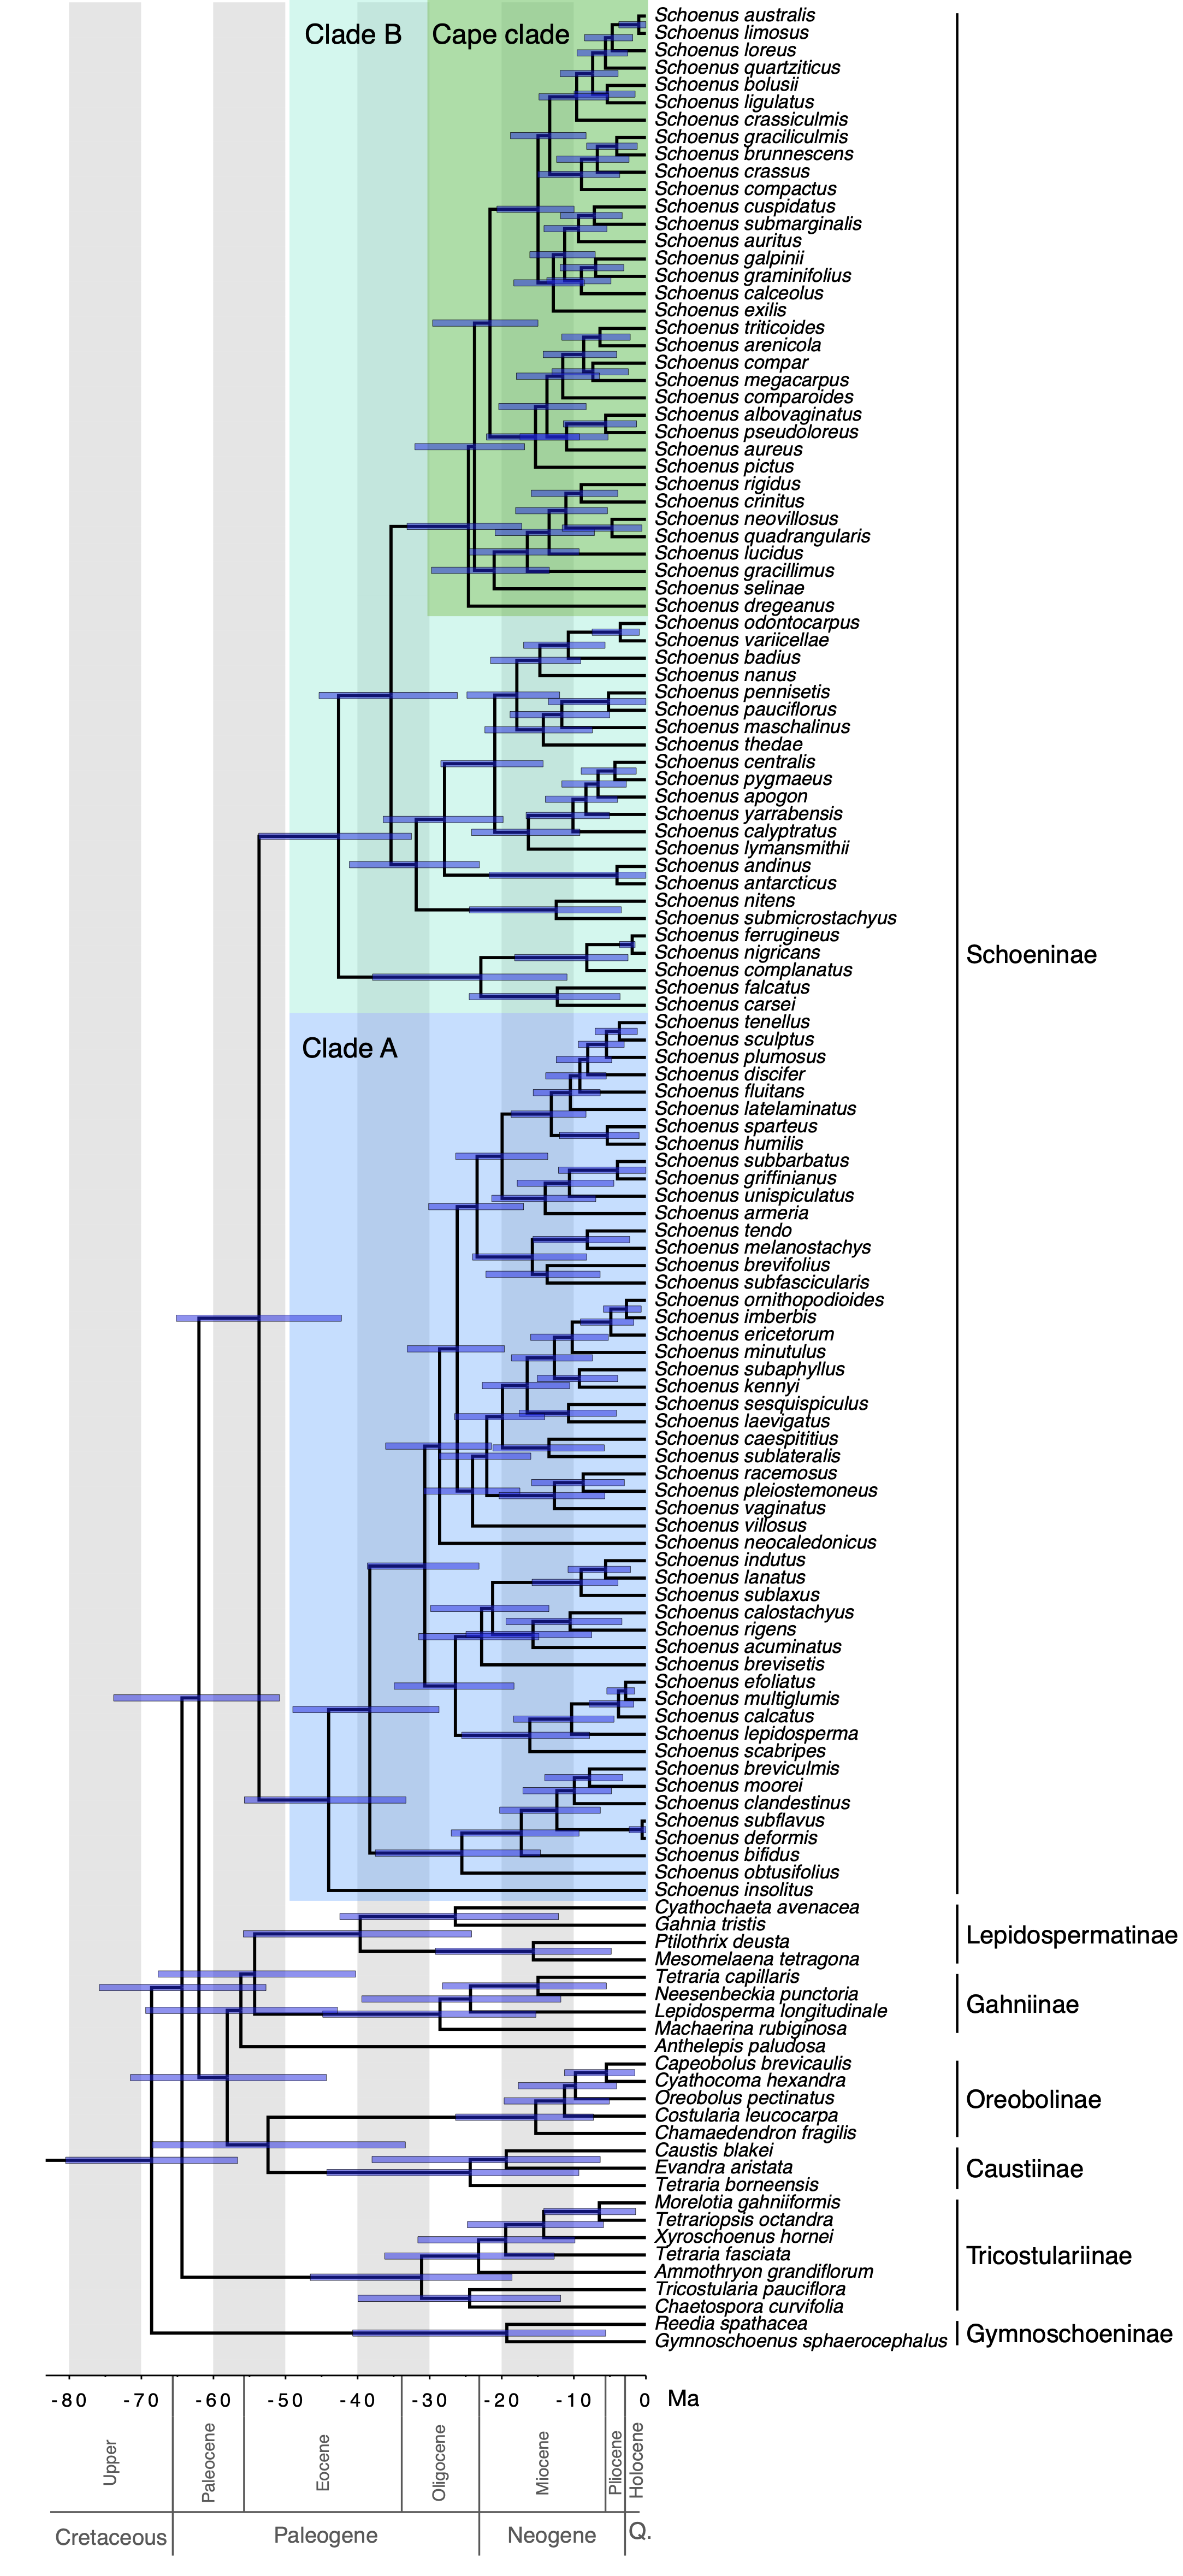 Clade B
Cape clade
Schoenus australis
Schoenus limosus
Schoenus loreus
Schoenus quartziticus
Schoenus bolusii
Schoenus ligulatus
Schoenus crassiculmis
Schoenus graciliculmis
Schoenus brunnescens
Schoenus crassus
Schoenus compactus
Schoenus cuspidatus
Schoenus submarginalis
Schoenus auritus
Schoenus galpinii
Schoenus graminifolius
Schoenus calceolus
Schoenus exilis
Schoenus triticoides
Schoenus arenicola
Schoenus compar
Schoenus megacarpus
Schoenus comparoides
Schoenus albovaginatus
Schoenus pseudoloreus
Schoenus aureus
Schoenus pictus
Schoenus rigidus
Schoenus crinitus
Schoenus neovillosus
Schoenus quadrangularis
Schoenus lucidus
Schoenus gracillimus
Schoenus selinae
Schoenus dregeanus
Schoenus odontocarpus
Schoenus variicellae
Schoenus badius
Schoenus nanus
Schoenus pennisetis
Schoenus pauciflorus
Schoenus maschalinus
Schoenus thedae
Schoenus centralis
Schoenus pygmaeus
Schoenus apogon
Schoenus yarrabensis
Schoenus calyptratus
Schoenus lymansmithii
Schoenus andinus
Schoenus antarcticus
Schoenus nitens
Schoenus submicrostachyus
Schoenus ferrugineus
Schoenus nigricans
Schoenus complanatus
Schoenus falcatus
Schoenus carsei
Schoeninae
Clade A
Schoenus tenellus
Schoenus sculptus
Schoenus plumosus
Schoenus discifer
Schoenus fluitans
Schoenus latelaminatus
Schoenus sparteus
Schoenus humilis
Schoenus subbarbatus
Schoenus griffinianus
Schoenus unispiculatus
Schoenus armeria
Schoenus tendo
Schoenus melanostachys
Schoenus brevifolius
Schoenus subfascicularis
Schoenus ornithopodioides
Schoenus imberbis
Schoenus ericetorum
Schoenus minutulus
Schoenus subaphyllus
Schoenus kennyi
Schoenus sesquispiculus
Schoenus laevigatus
Schoenus caespititius
Schoenus sublateralis
Schoenus racemosus
Schoenus pleiostemoneus
Schoenus vaginatus
Schoenus villosus
Schoenus neocaledonicus
Schoenus indutus
Schoenus lanatus
Schoenus sublaxus
Schoenus calostachyus
Schoenus rigens
Schoenus acuminatus
Schoenus brevisetis
Schoenus efoliatus
Schoenus multiglumis
Schoenus calcatus
Schoenus lepidosperma
Schoenus scabripes
Schoenus breviculmis
Schoenus moorei
Schoenus clandestinus
Schoenus subflavus
Schoenus deformis
Schoenus bifidus
Schoenus obtusifolius
Schoenus insolitus
Cyathochaeta avenacea
Gahnia tristis
Ptilothrix deusta
Mesomelaena tetragona
Lepidospermatinae
Tetraria capillaris
Neesenbeckia punctoria
Lepidosperma longitudinale
Machaerina rubiginosa
Gahniinae
Anthelepis paludosa
Capeobolus brevicaulis
Cyathocoma hexandra
Oreobolus pectinatus
Costularia leucocarpa
Chamaedendron fragilis
Oreobolinae
Caustis blakei
Evandra aristata
Tetraria borneensis
Caustiinae
Morelotia gahniiformis
Tetrariopsis octandra
Xyroschoenus hornei
Tetraria fasciata
Ammothryon grandiflorum
Tricostularia pauciflora
Chaetospora curvifolia
Tricostulariinae
Reedia spathacea
Gymnoschoenus sphaerocephalus
Gymnoschoeninae
-80 -70 -60 -50 -40 -30 -20 -10 0 Ma
Upper Paleocene Eocene Oligocene Miocene Pliocene Holocene
Cretaceous Paleogene Neogene Q.